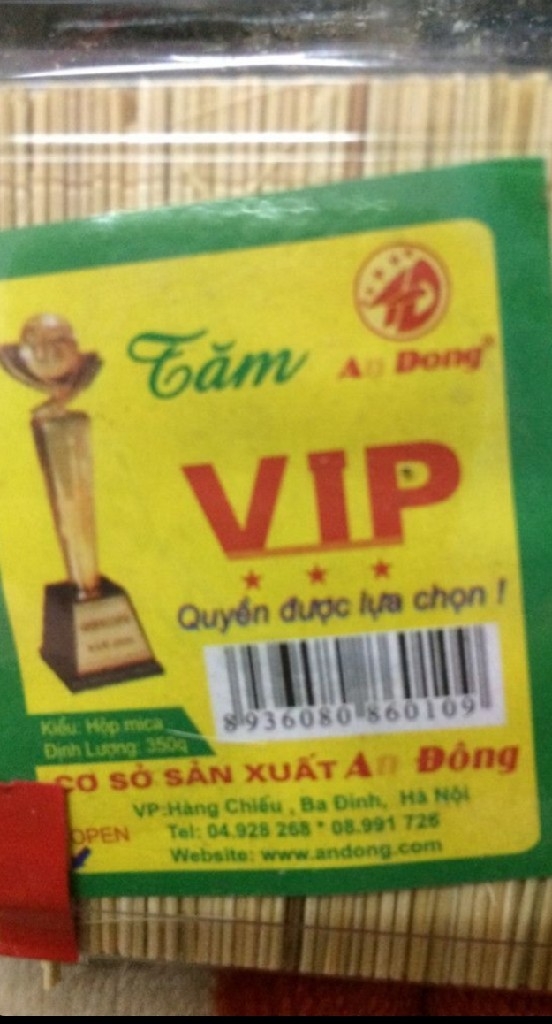 Tăm
An Dong®
VIP
Quyền được lựa chọn !
8936080 860109
Kiểu: Hộp mica
Định Lượng: 350g
CƠ SỞ SẢN XUẤT An Đông
VP:Hàng Chiếu , Ba Đình, Hà Nội
OPEN
Tel: 04.928 268 * 08.991 726
Website: www.andong.com